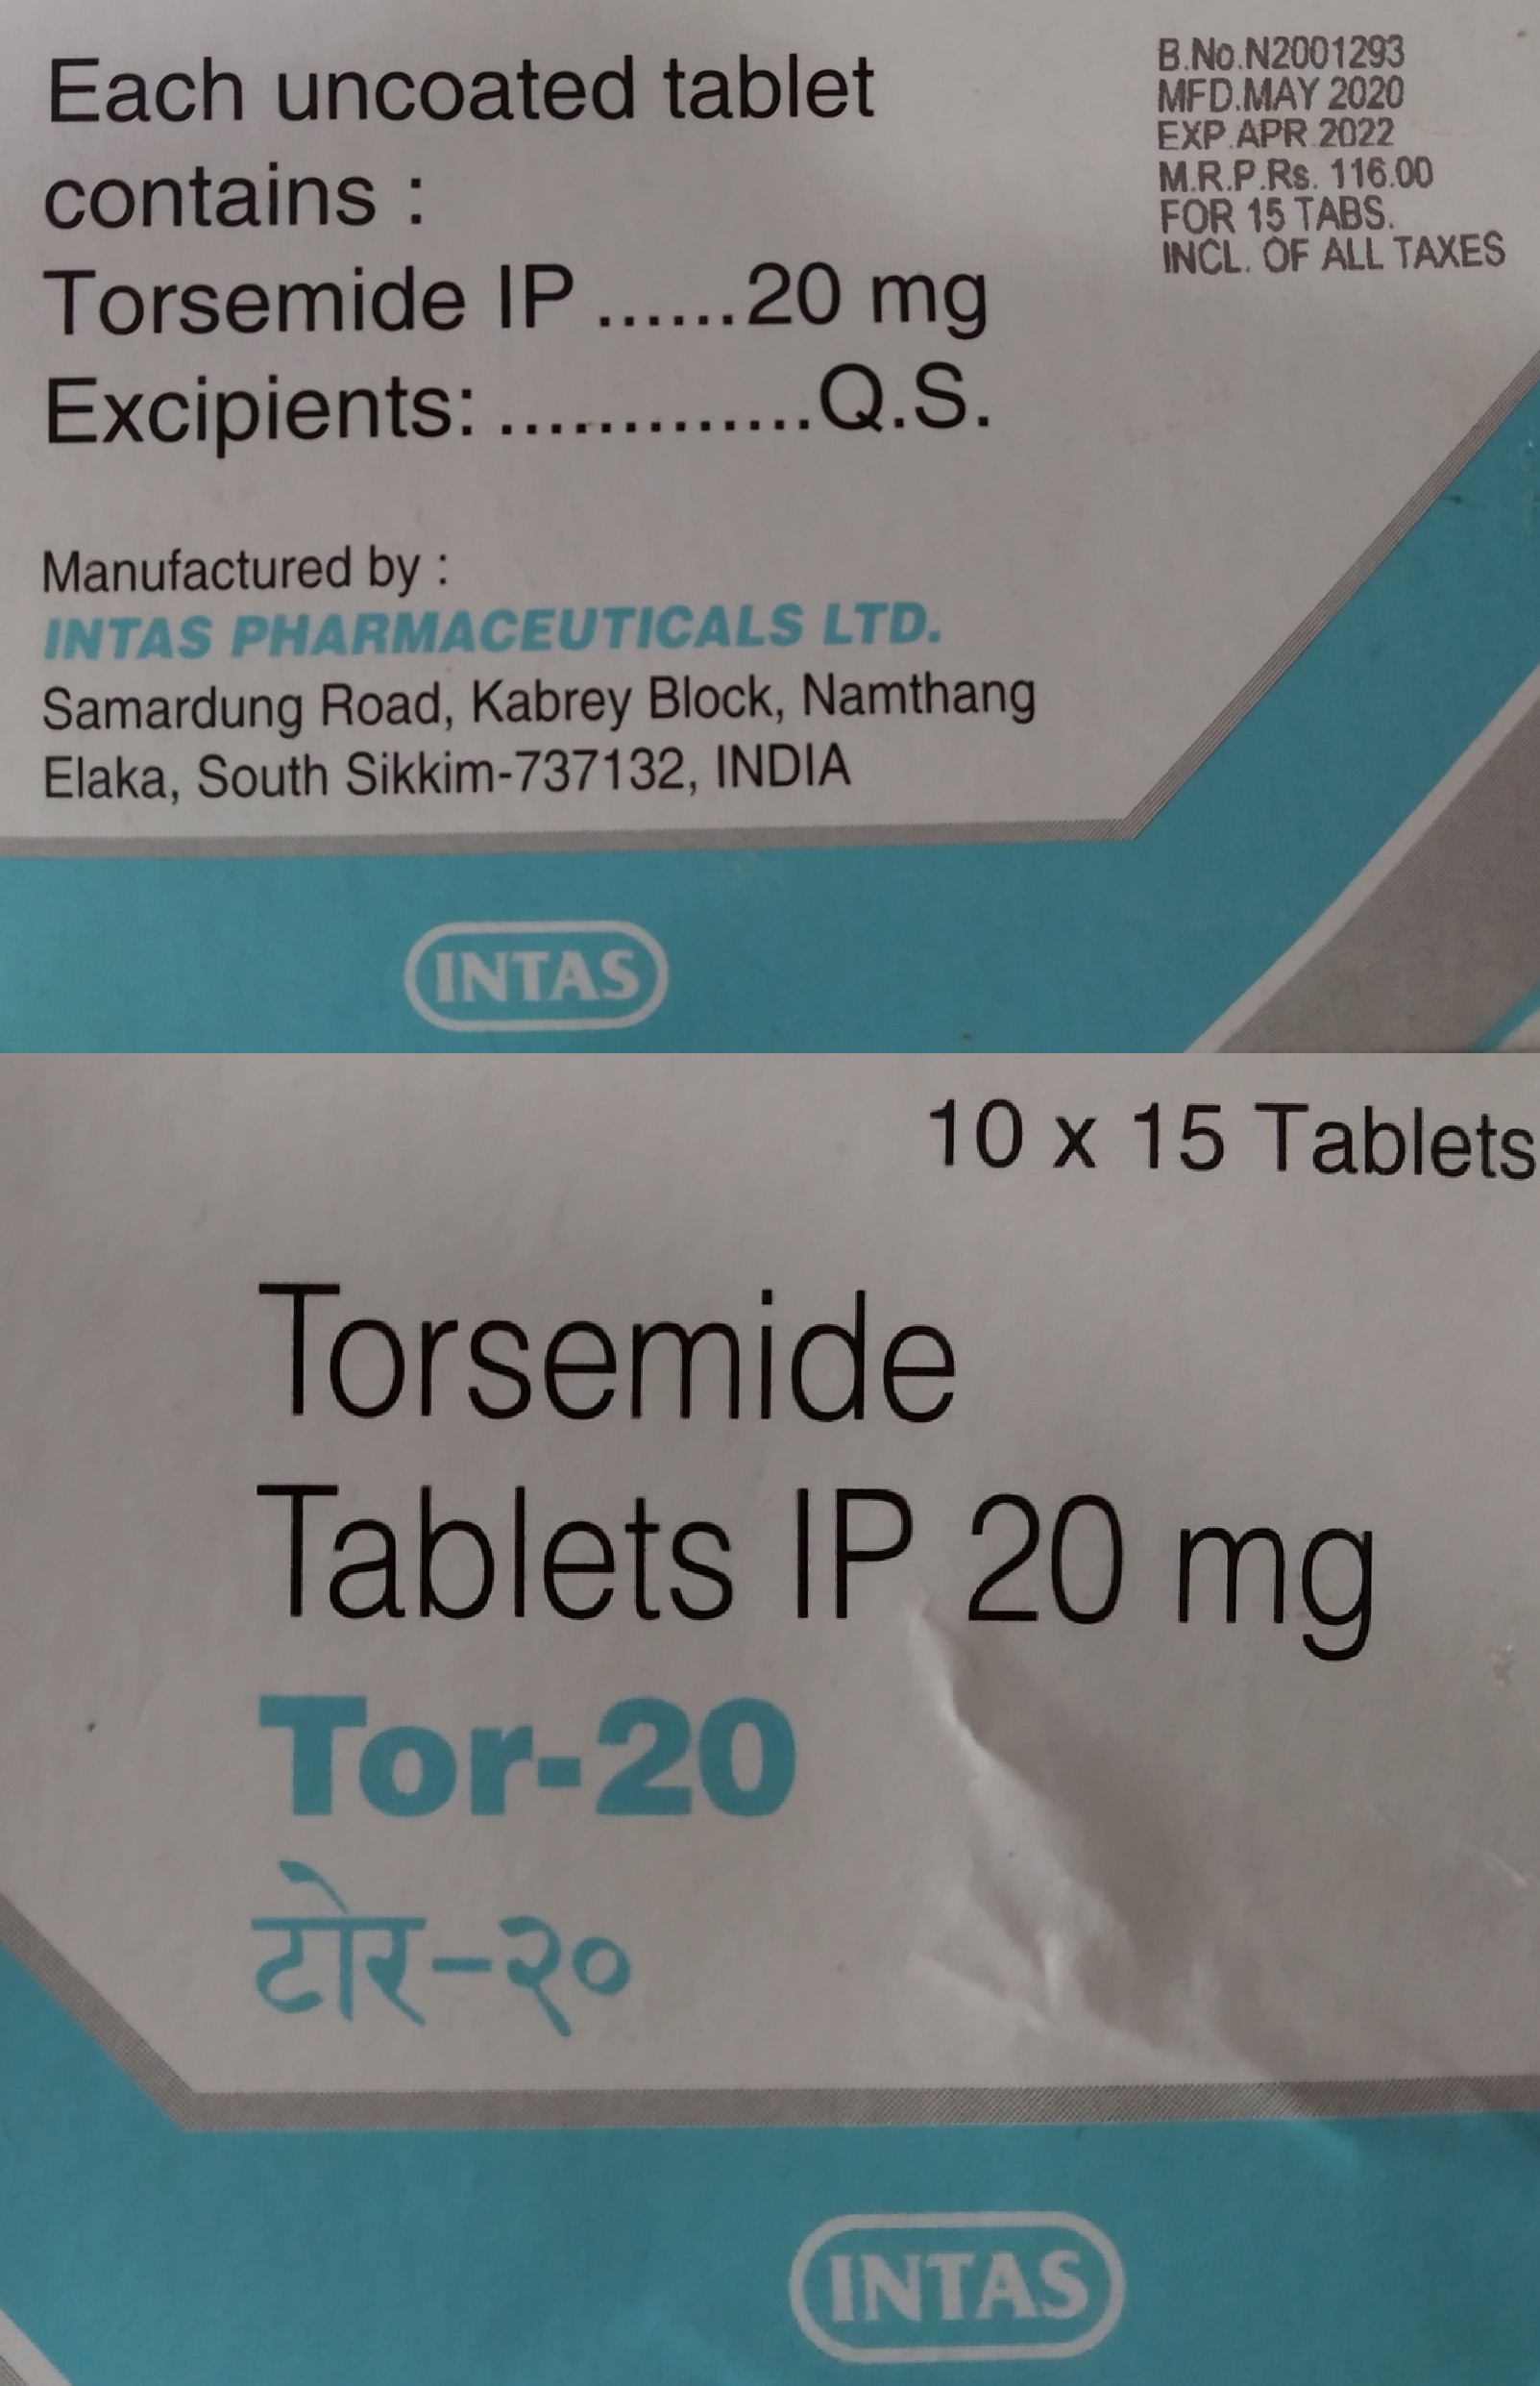 Each uncoated tablet
contains :
Torsemide IP ......20 mg
Excipients: .............Q.S.
B.No.N2001293
MFD.MAY 2020
EXP.APR.2022
M.R.P.Rs. 116.00
FOR 15 TABS.
INCL. OF ALL TAXES
Manufactured by :
INTAS PHARMACEUTICALS LTD.
Samardung Road, Kabrey Block, Namthang
Elaka, South Sikkim-737132, INDIA
INTAS
10 x 15 Tablets
Torsemide
Tablets IP 20 mg
Tor-20
टोर-२०
INTAS